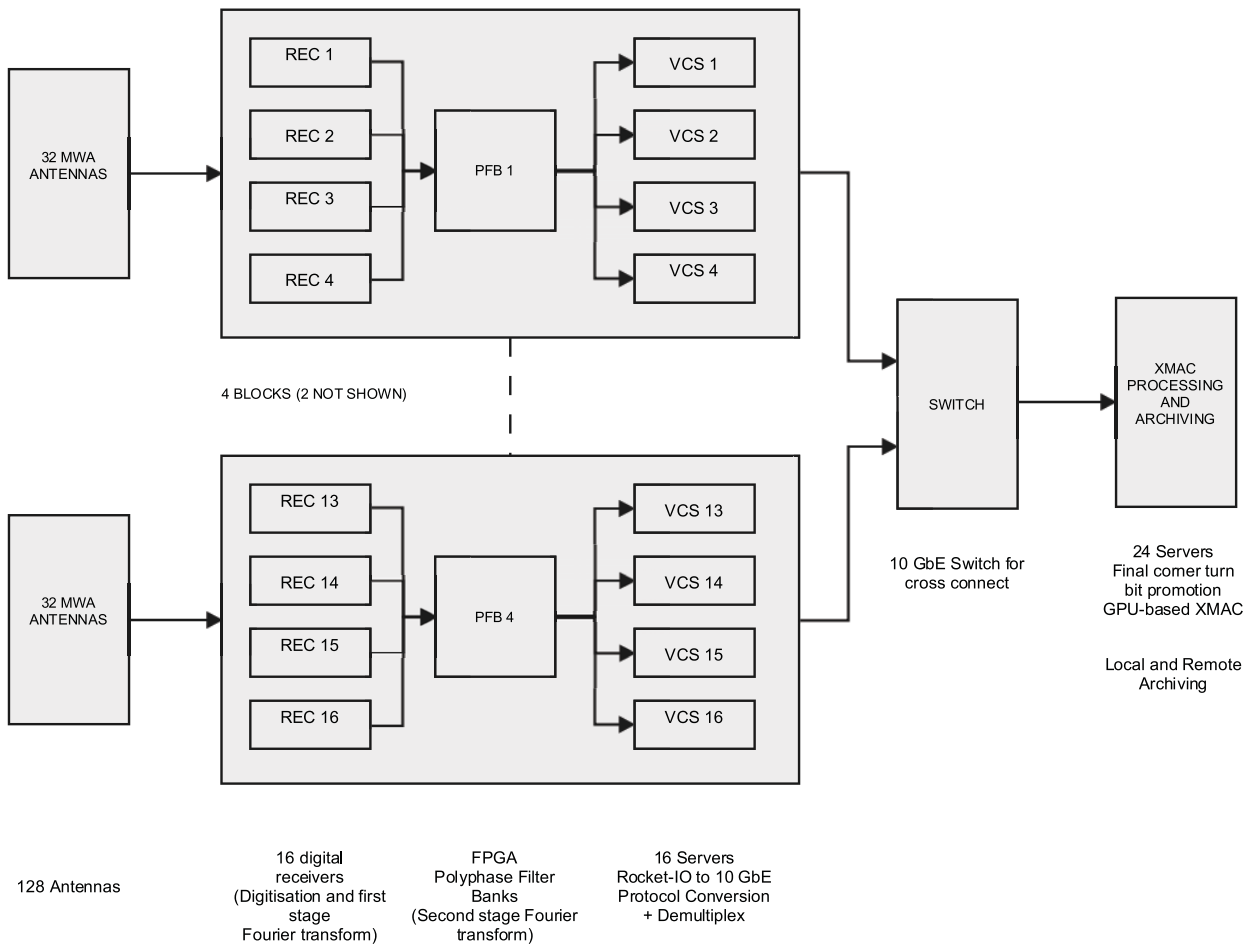 32 MWA
ANTENNAS
REC 1
REC 2
REC 3
REC 4
PFB 1
VCS 1
VCS 2
VCS 3
VCS 4
4 BLOCKS (2 NOT SHOWN)
32 MWA
ANTENNAS
REC 13
REC 14
REC 15
REC 16
PFB 4
VCS 13
VCS 14
VCS 15
VCS 16
SWITCH
10 GbE Switch for
cross connect
XMAC
PROCESSING
AND
ARCHIVING
24 Servers
Final corner turn
bit promotion
GPU-based XMAC
Local and Remote
Archiving
128 Antennas
16 digital
receivers
(Digitisation and first
stage
Fourier transform)
FPGA
Polyphase Filter
Banks
(Second stage Fourier
transform)
16 Servers
Rocket-IO to 10 GbE
Protocol Conversion
+ Demultiplex